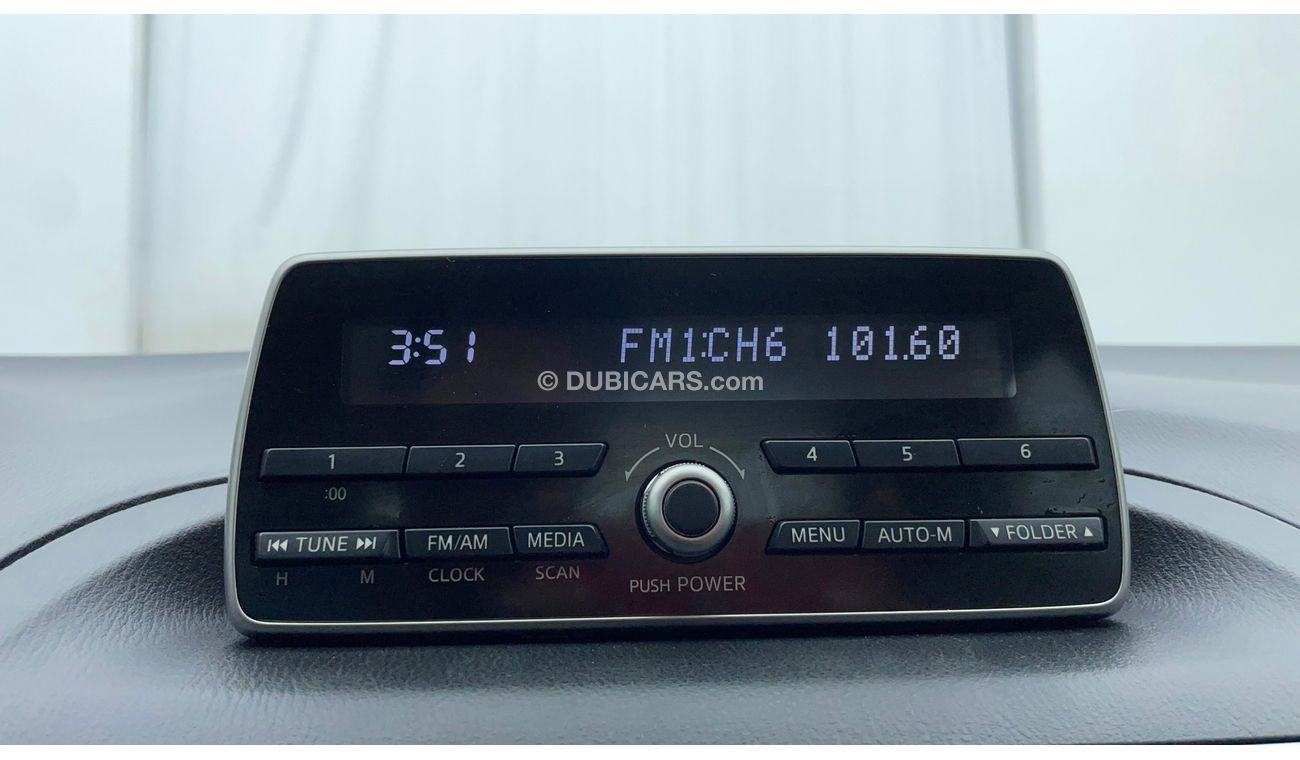 3:51 FM1:CH6 101.60
© DUBICARS.com
VOL
1 2 3 4 5 6
:00
⏮ TUNE ⏭ FM/AM MEDIA MENU AUTO-M ▼ FOLDER ▲
H M CLOCK SCAN
PUSH POWER